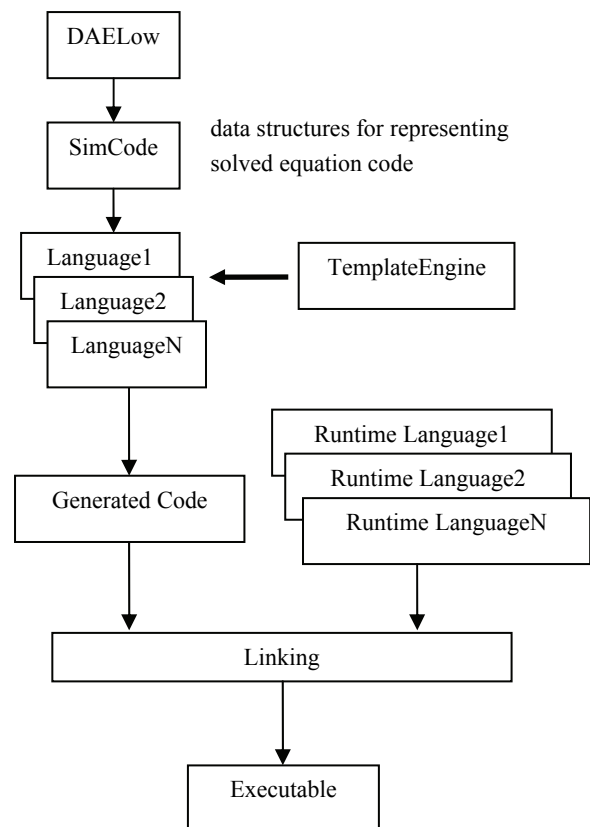 DAELow
SimCode
data structures for representing
solved equation code
Language1
Language2
LanguageN
TemplateEngine
Runtime Language1
Runtime Language2
Runtime LanguageN
Generated Code
Linking
Executable